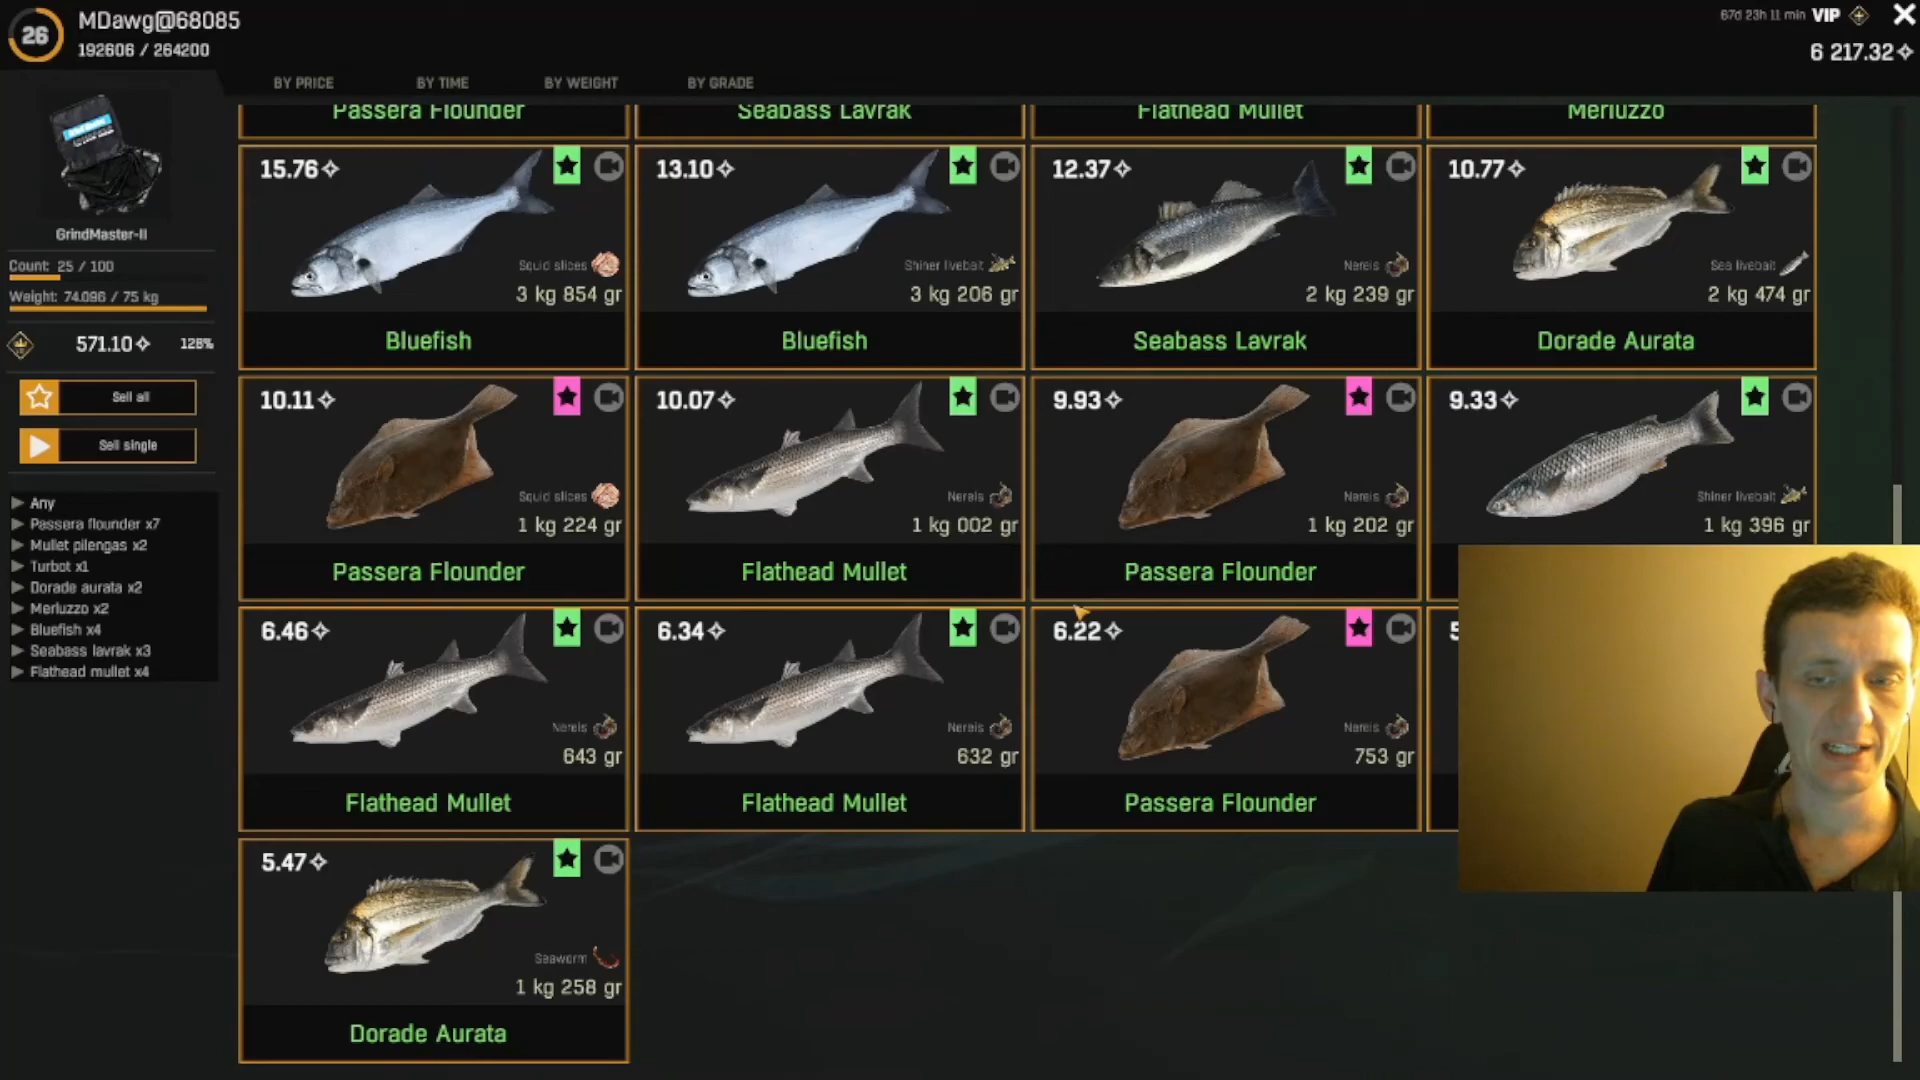 26
MDawg@68085
192606 / 264200
67d 23h 11 min VIP
6 217.32
BY PRICE BY TIME BY WEIGHT BY GRADE
GrindMaster-II
Count: 25 / 100
Weight: 74.096 / 75 kg
571.10 128%
Sell all
Sell single
Any
Passera flounder x7
Mullet pilengas x2
Turbot x1
Dorade aurata x2
Merluzzo x2
Bluefish x4
Seabass lavrak x3
Flathead mullet x4
Passera Flounder Seabass Lavrak Flathead Mullet Merluzzo
15.76
Squid slices
3 kg 854 gr
Bluefish
13.10
Shiner livebait
3 kg 206 gr
Bluefish
12.37
Nereis
2 kg 239 gr
Seabass Lavrak
10.77
Sea livebait
2 kg 474 gr
Dorade Aurata
10.11
Squid slices
1 kg 224 gr
Passera Flounder
10.07
Nereis
1 kg 002 gr
Flathead Mullet
9.93
Nereis
1 kg 202 gr
Passera Flounder
9.33
Shiner livebait
1 kg 396 gr
6.46
Nereis
643 gr
Flathead Mullet
6.34
Nereis
632 gr
Flathead Mullet
6.22
Nereis
753 gr
Passera Flounder
5.47
Seaworm
1 kg 258 gr
Dorade Aurata